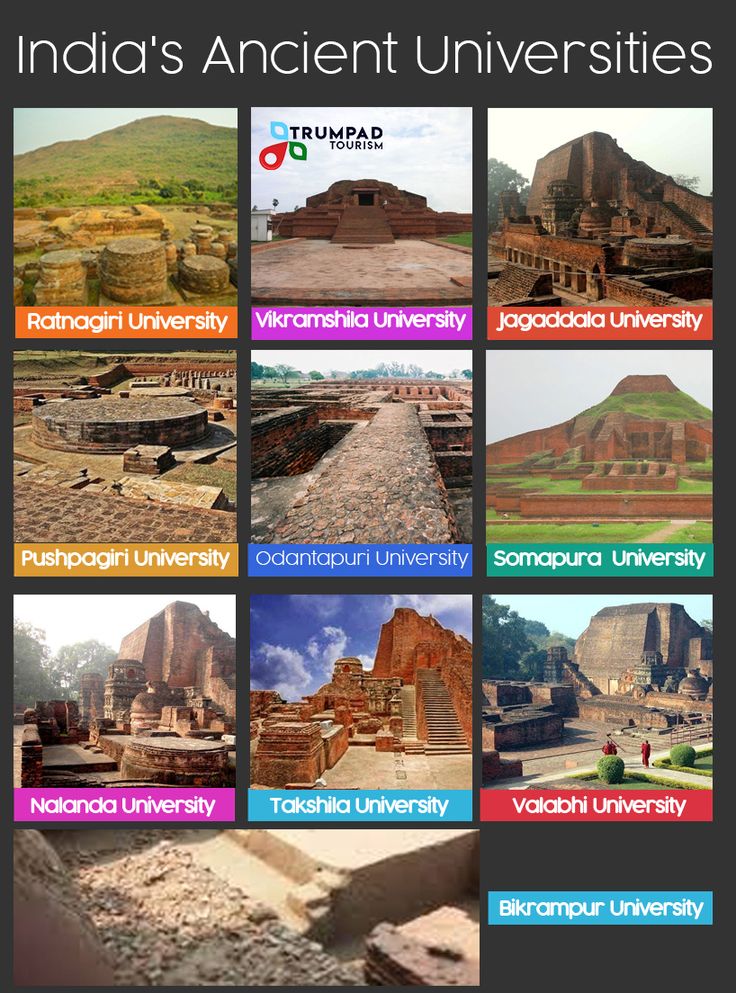 India's Ancient Universities
TRUMPAD
TOURISM
Ratnagiri University
Vikramshila University
Jagaddala University
Pushpagiri University
Odantapuri University
Somapura University
Nalanda University
Takshila University
Valabhi University
Bikrampur University